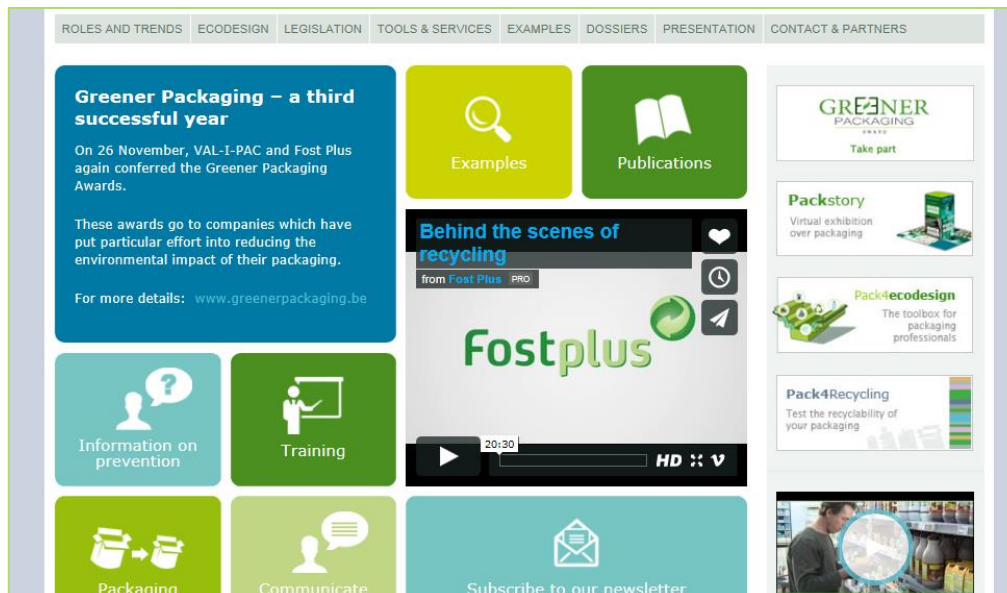 ROLES AND TRENDS ECODESIGN LEGISLATION TOOLS & SERVICES EXAMPLES DOSSIERS PRESENTATION CONTACT & PARTNERS
Greener Packaging – a third
successful year
On 26 November, VAL-I-PAC and Fost Plus
again conferred the Greener Packaging
Awards.
These awards go to companies which have
put particular effort into reducing the
environmental impact of their packaging.
For more details: www.greenerpackaging.be
Examples
Publications
Behind the scenes of
recycling
from Fost Plus PRO
Fostplus
20:30
HD
Information on
prevention
Training
Packaging
Communicate
Subscribe to our newsletter
GREENER
PACKAGING
AWARD
Take part
Packstory
Virtual exhibition
over packaging
Pack4ecodesign
The toolbox for
packaging
professionals
Pack4Recycling
Test the recyclability of
your packaging